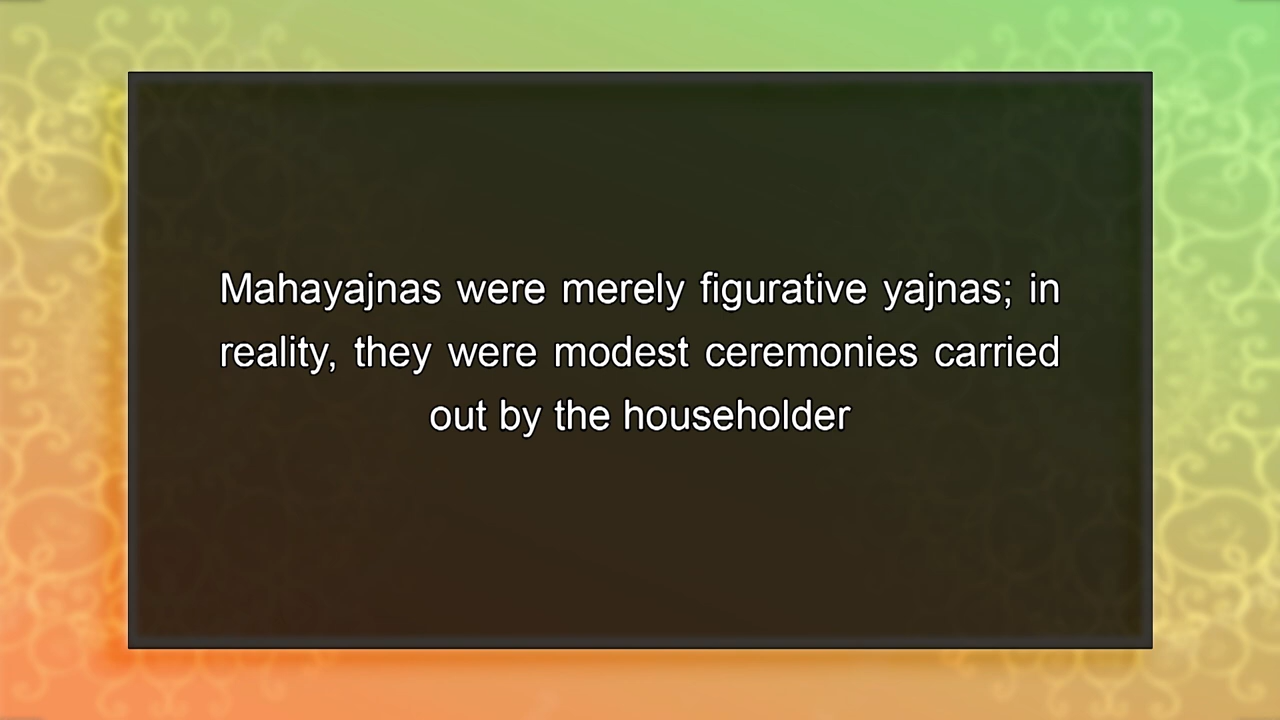 Mahayajnas were merely figurative yajnas; in
reality, they were modest ceremonies carried
out by the householder